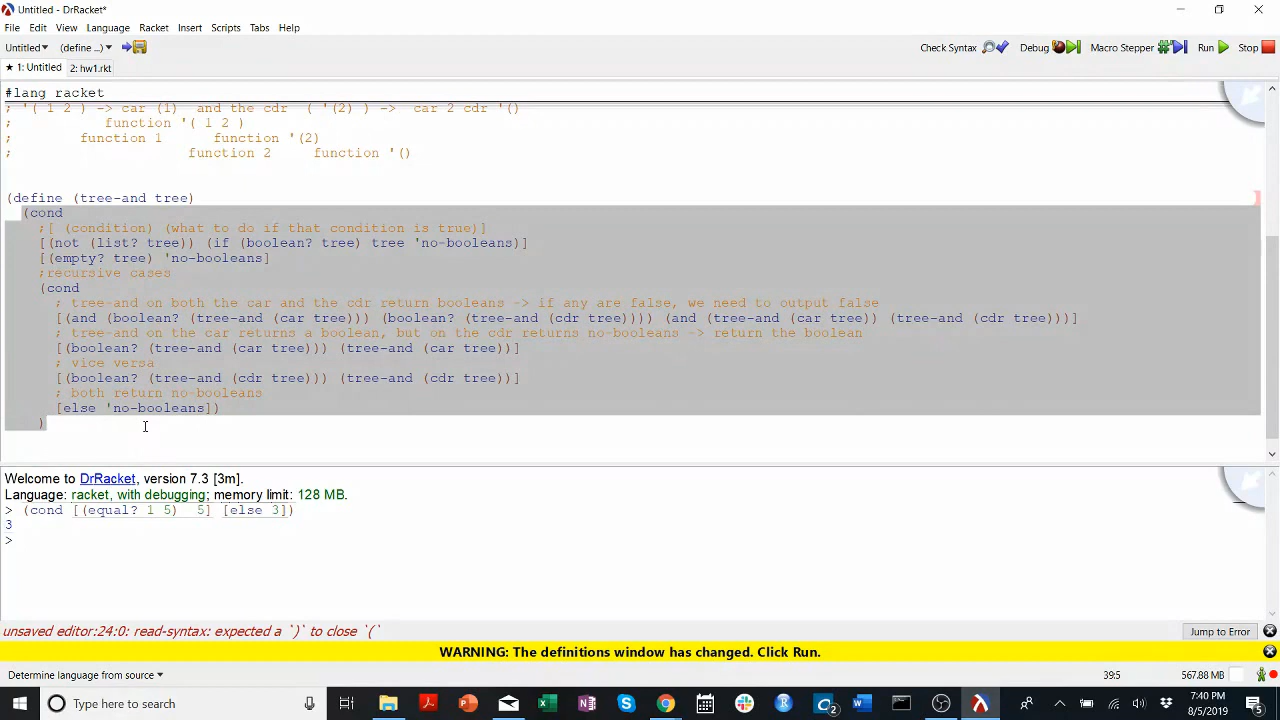 Untitled - DrRacket*
File Edit View Language Racket Insert Scripts Tabs Help
Untitled▾ (define ...)▾ Check Syntax Debug Macro Stepper Run Stop
★ 1: Untitled 2: hw1.rkt
#lang racket
; '( 1 2 ) -> car (1) and the cdr ( '(2) ) -> car 2 cdr '()
; function '( 1 2 )
; function 1 function '(2)
; function 2 function '()
(define (tree-and tree)
(cond
;[ (condition) (what to do if that condition is true)]
[(not (list? tree)) (if (boolean? tree) tree 'no-booleans)]
[(empty? tree) 'no-booleans]
;recursive cases
(cond
; tree-and on both the car and the cdr return booleans -> if any are false, we need to output false
[(and (boolean? (tree-and (car tree))) (boolean? (tree-and (cdr tree)))) (and (tree-and (car tree)) (tree-and (cdr tree)))]
; tree-and on the car returns a boolean, but on the cdr returns no-booleans -> return the boolean
[(boolean? (tree-and (car tree))) (tree-and (car tree))]
; vice versa
[(boolean? (tree-and (cdr tree))) (tree-and (cdr tree))]
; both return no-booleans
[else 'no-booleans])
)
Welcome to DrRacket, version 7.3 [3m].
Language: racket, with debugging; memory limit: 128 MB.
> (cond [(equal? 1 5) 5] [else 3])
3
>
unsaved editor:24:0: read-syntax: expected a `)` to close `(`
Jump to Error
WARNING: The definitions window has changed. Click Run.
Determine language from source▾ 39:5 567.88 MB
Type here to search
7:40 PM
8/5/2019